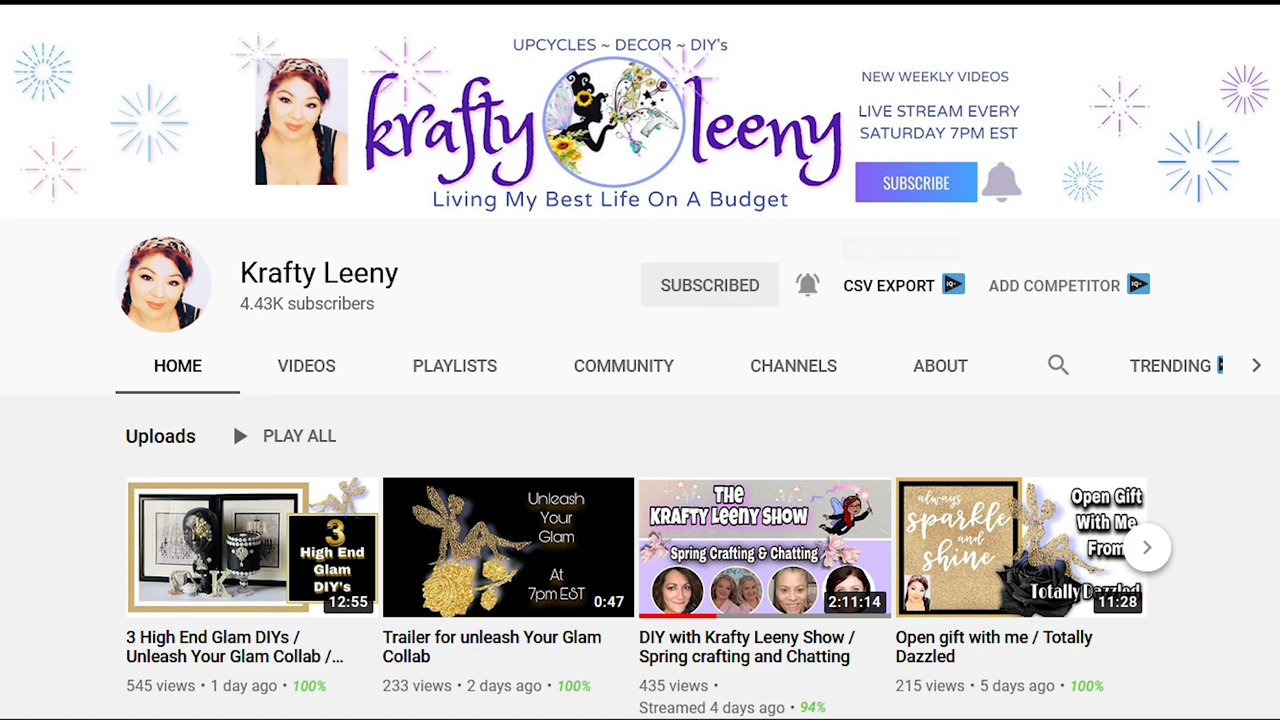 UPCYCLES ~ DECOR ~ DIY's
krafty leeny
Living My Best Life On A Budget
NEW WEEKLY VIDEOS
LIVE STREAM EVERY
SATURDAY 7PM EST
SUBSCRIBE
Krafty Leeny
4.43K subscribers
SUBSCRIBED
CSV EXPORT
ADD COMPETITOR
HOME VIDEOS PLAYLISTS COMMUNITY CHANNELS ABOUT TRENDING
Uploads PLAY ALL
3
High End
Glam
DIY's
12:55
Unleash
Your
Glam
At
7pm EST
0:47
THE
KRAFTY LEENY SHOW
Spring Crafting & Chatting
2:11:14
always
sparkle
and
shine
Open Gift
With Me
From
Totally Dazzled
11:28
3 High End Glam DIYs /
Unleash Your Glam Collab /...
545 views • 1 day ago • 100%
Trailer for unleash Your Glam
Collab
233 views • 2 days ago • 100%
DIY with Krafty Leeny Show /
Spring crafting and Chatting
435 views •
Streamed 4 days ago • 94%
Open gift with me / Totally
Dazzled
215 views • 5 days ago • 100%